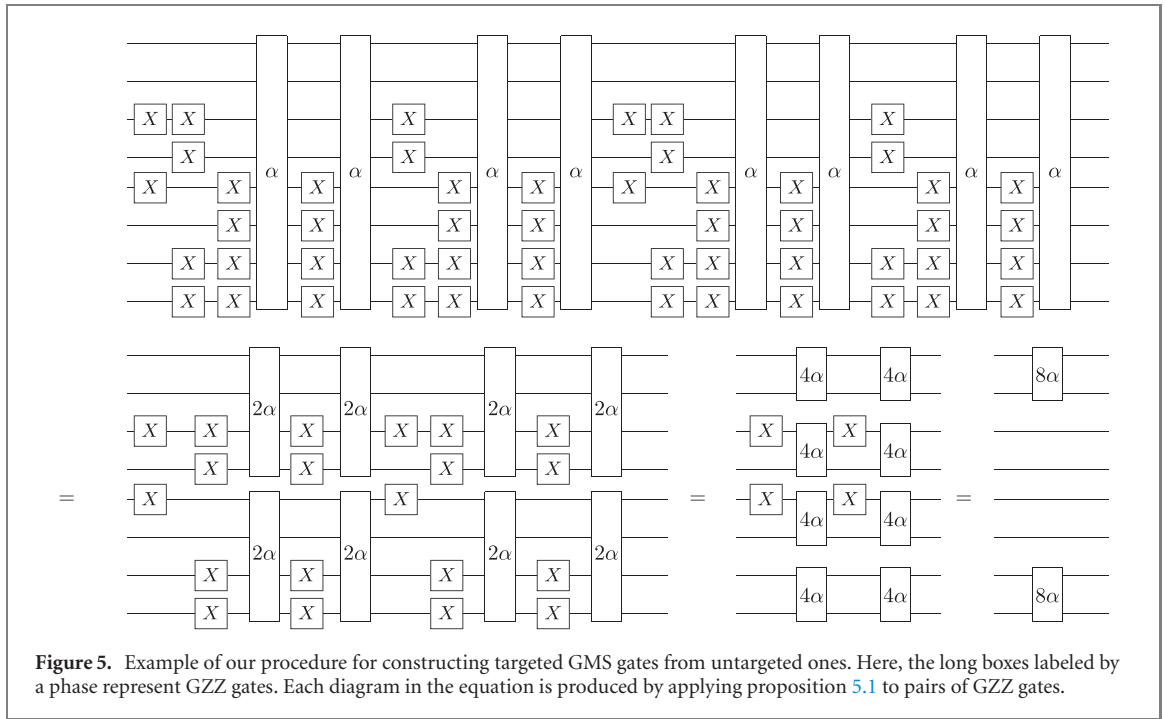 X X X X X X
X X X X
α α α α α α α α
X X X X X X X X X X
X X X X X X X X
X X X X X X X X X X X X
X X X X X X X X X X X X
4α 4α 8α
2α 2α 2α 2α
X X X X X X X X
4α 4α
X X X X
= X X = X X =
4α 4α
2α 2α 2α 2α
X X X X
4α 4α 8α
X X X X
Figure 5. Example of our procedure for constructing targeted GMS gates from untargeted ones. Here, the long boxes labeled by
a phase represent GZZ gates. Each diagram in the equation is produced by applying proposition 5.1 to pairs of GZZ gates.